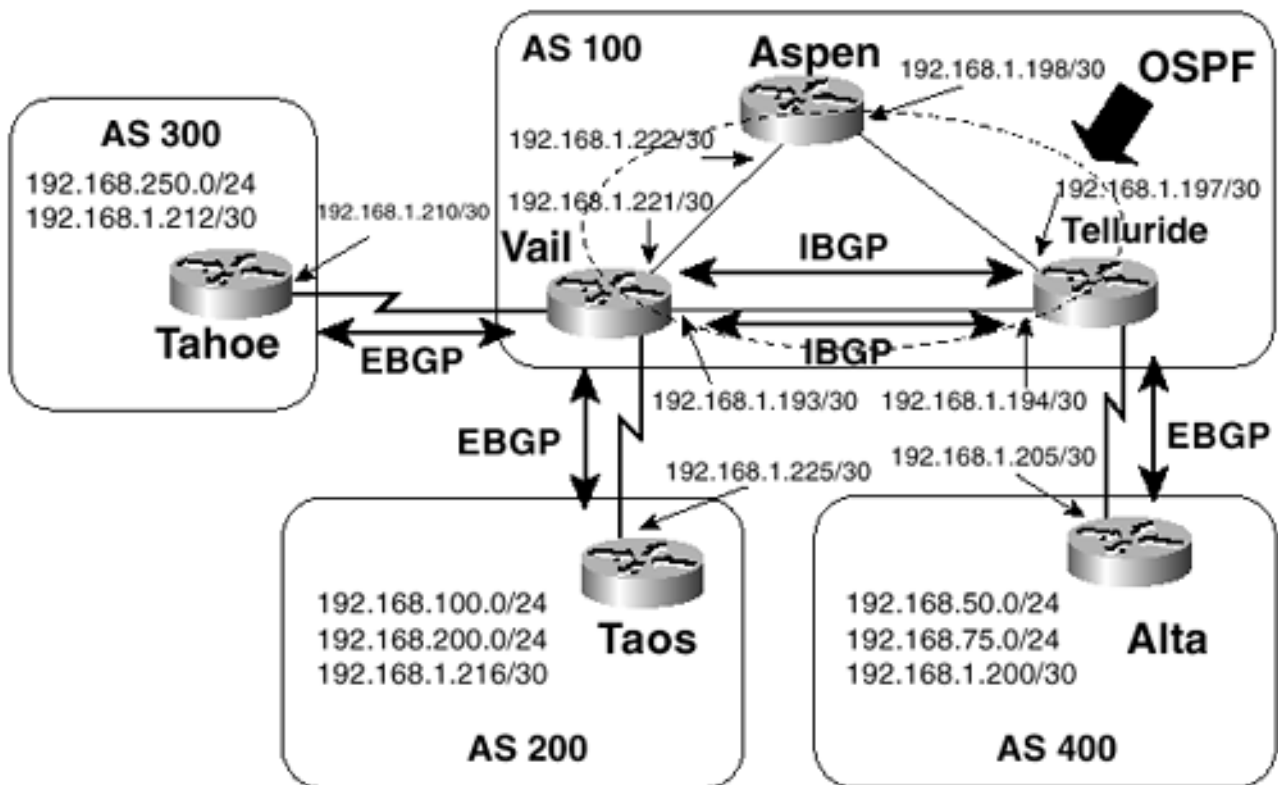 AS 100
Aspen
192.168.1.198/30
OSPF
AS 300
192.168.250.0/24
192.168.1.212/30
192.168.1.210/30
Tahoe
192.168.1.222/30
192.168.1.221/30
192.168.1.197/30
Vail
Telluride
IBGP
IBGP
EBGP
192.168.1.193/30
192.168.1.194/30
EBGP
EBGP
192.168.1.225/30
192.168.1.205/30
192.168.100.0/24
192.168.200.0/24
192.168.1.216/30
Taos
AS 200
192.168.50.0/24
192.168.75.0/24
192.168.1.200/30
Alta
AS 400